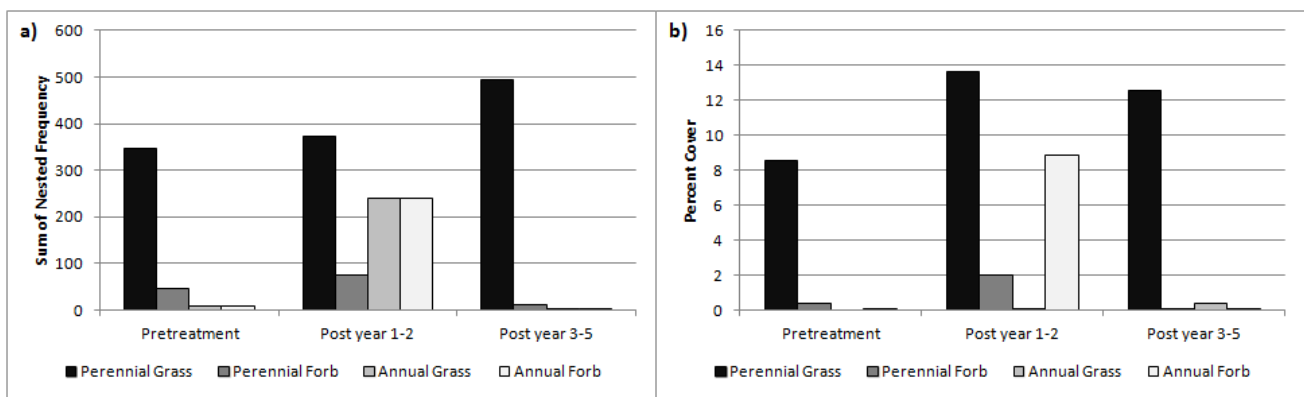 a)
Sum of Nested Frequency
600
500
400
300
200
100
0
Pretreatment Post year 1-2 Post year 3-5
Perennial Grass Perennial Forb Annual Grass Annual Forb
b)
Percent Cover
16
14
12
10
8
6
4
2
0
Pretreatment Post year 1-2 Post year 3-5
Perennial Grass Perennial Forb Annual Grass Annual Forb